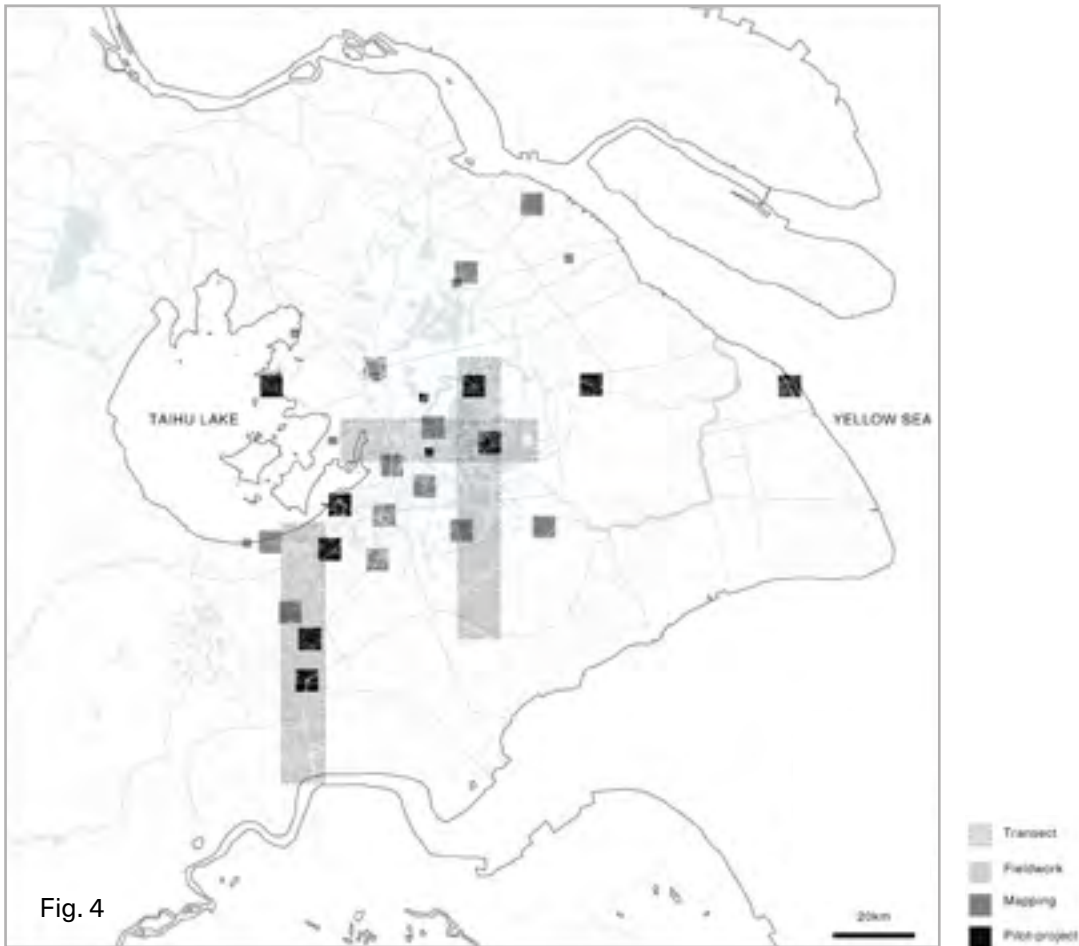 TAIHU LAKE
YELLOW SEA
Transect
Fieldwork
Mapping
Pilot-project
20km
Fig. 4